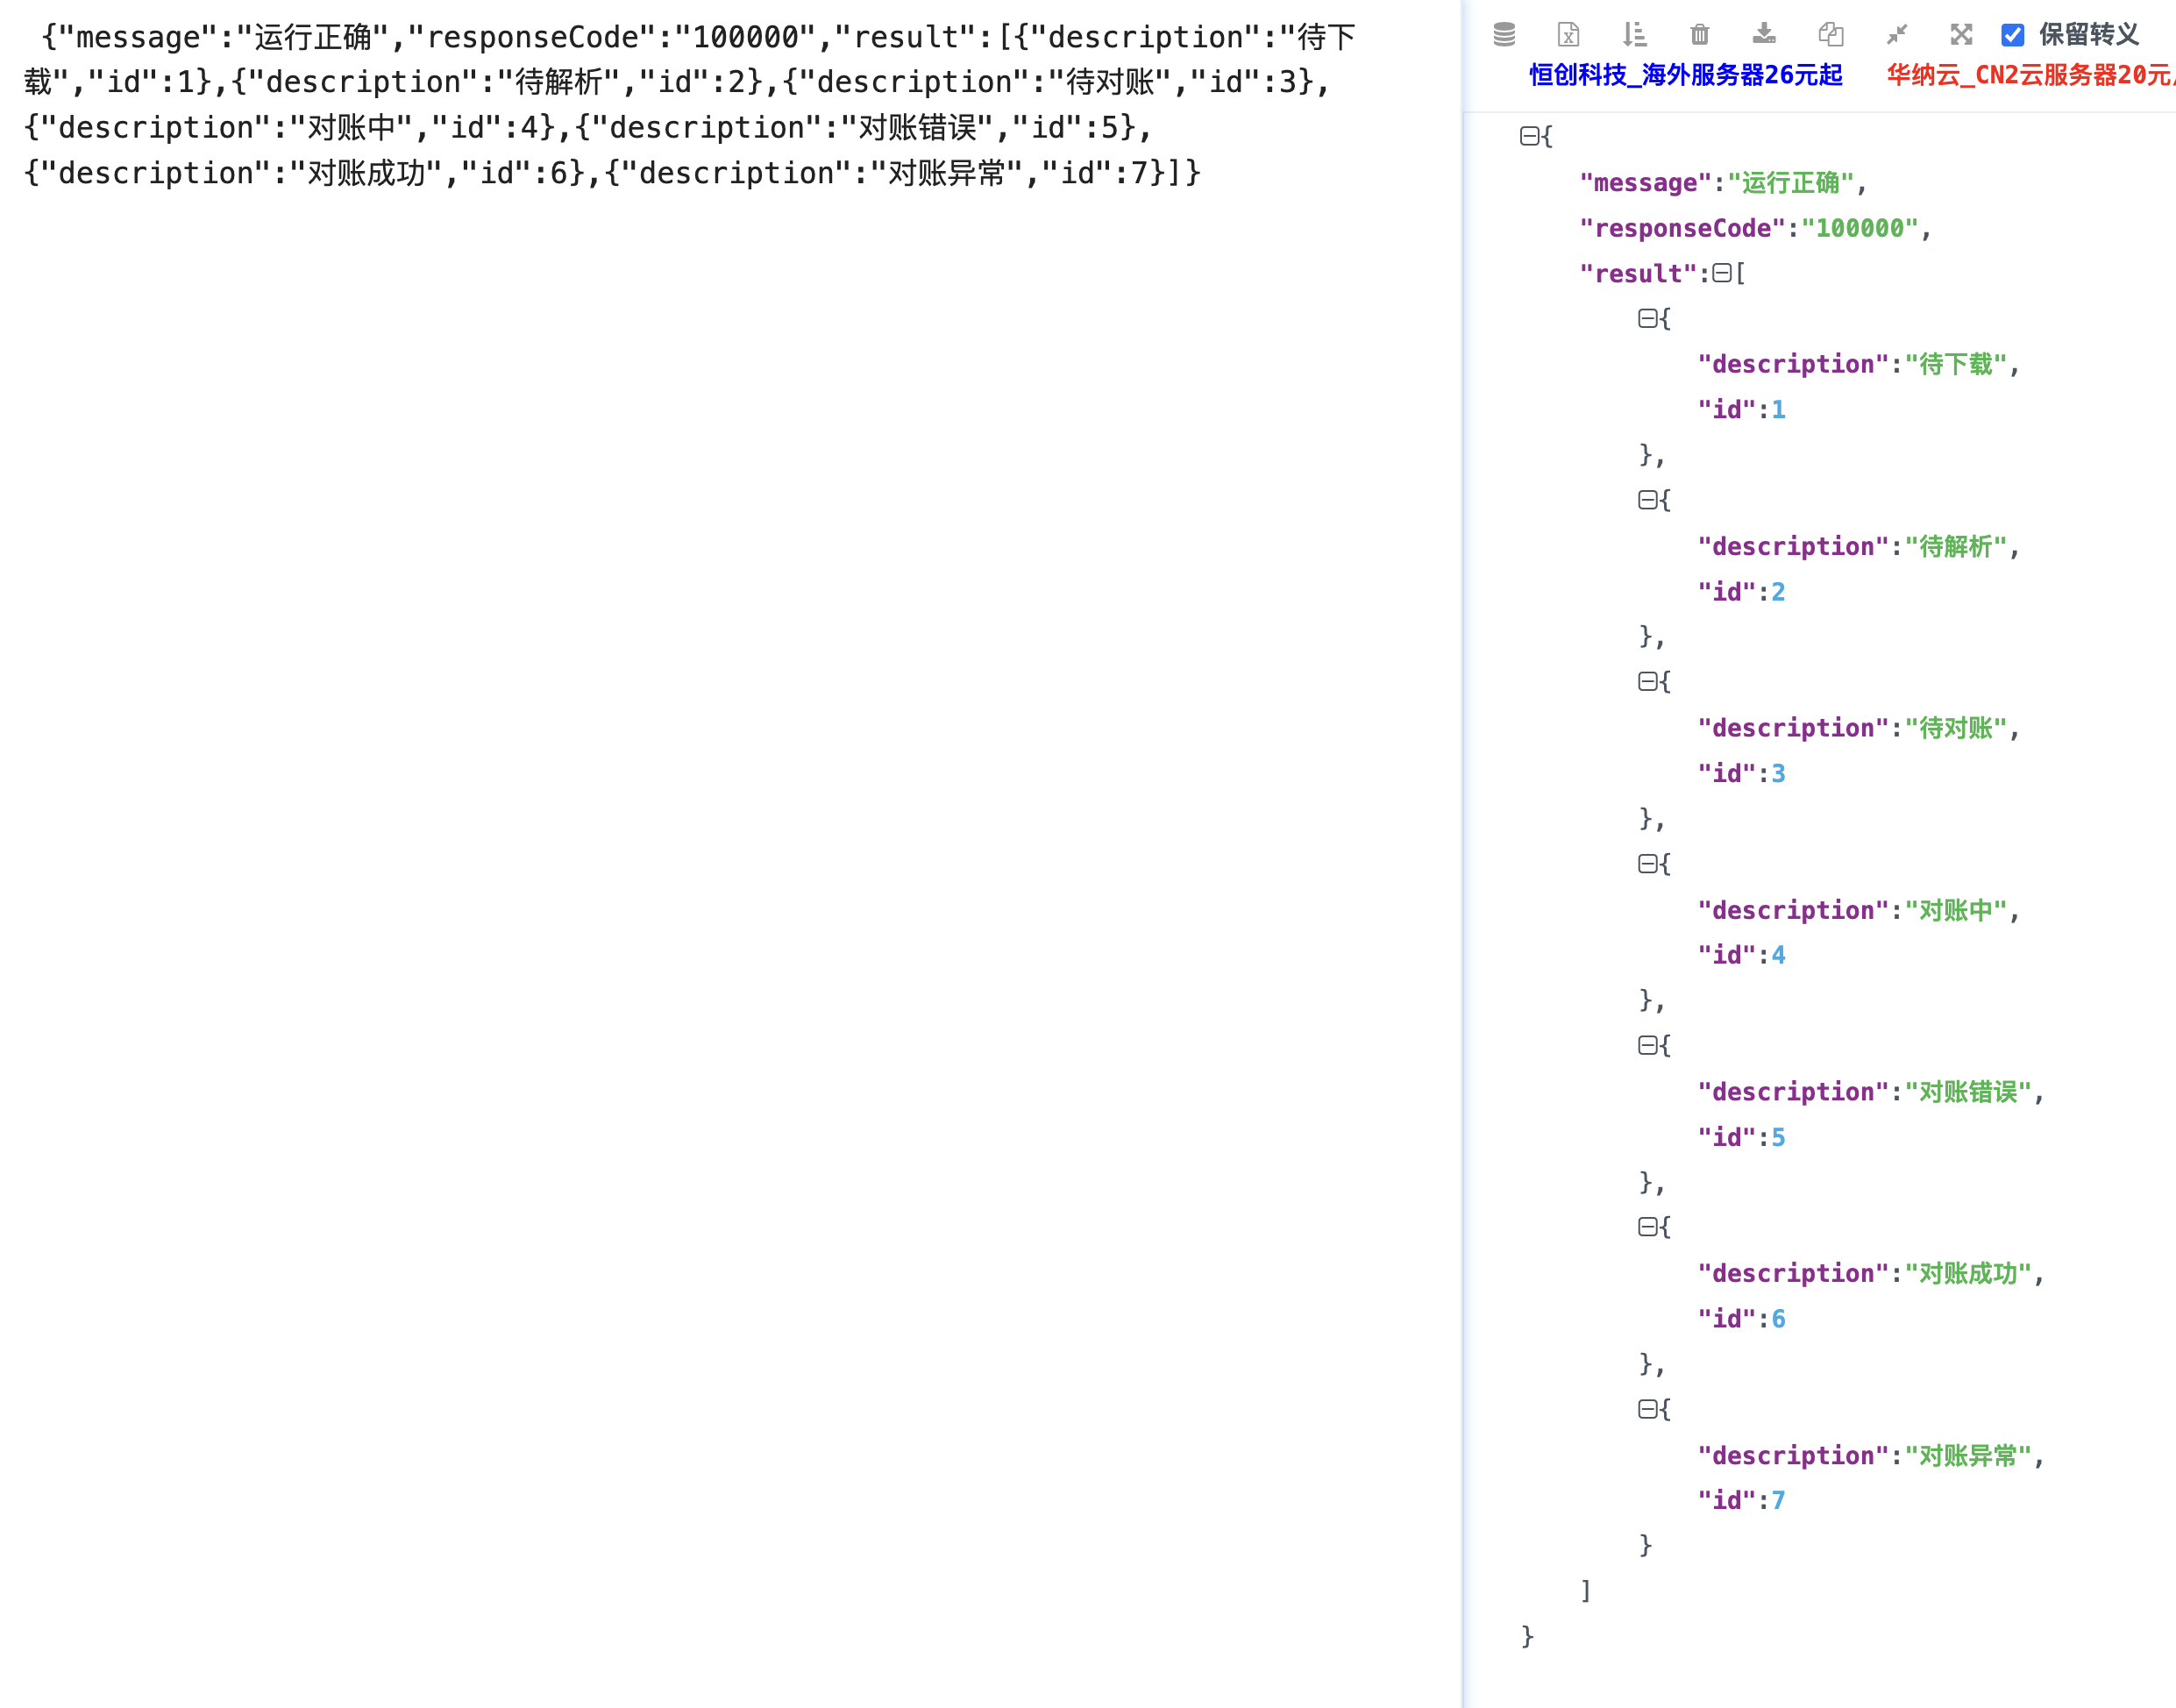 {"message":"运行正确","responseCode":"100000","result":[{"description":"待下
载","id":1},{"description":"待解析","id":2},{"description":"待对账","id":3},
{"description":"对账中","id":4},{"description":"对账错误","id":5},
{"description":"对账成功","id":6},{"description":"对账异常","id":7}]}
保留转义
恒创科技_海外服务器26元起 华纳云_CN2云服务器20元
{
"message":"运行正确",
"responseCode":"100000",
"result":[
{
"description":"待下载",
"id":1
},
{
"description":"待解析",
"id":2
},
{
"description":"待对账",
"id":3
},
{
"description":"对账中",
"id":4
},
{
"description":"对账错误",
"id":5
},
{
"description":"对账成功",
"id":6
},
{
"description":"对账异常",
"id":7
}
]
}